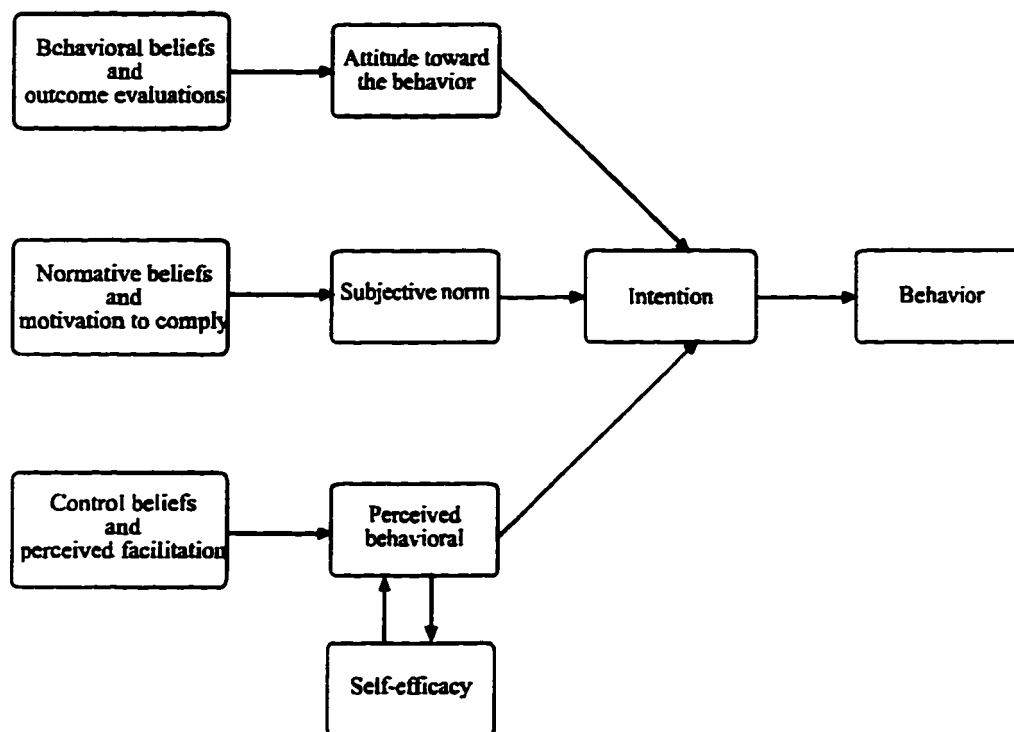 Behavioral beliefs
and
outcome evaluations
Attitude toward
the behavior
Normative beliefs
and
motivation to comply
Subjective norm
Intention
Behavior
Control beliefs
and
perceived facilitation
Perceived
behavioral
Self-efficacy